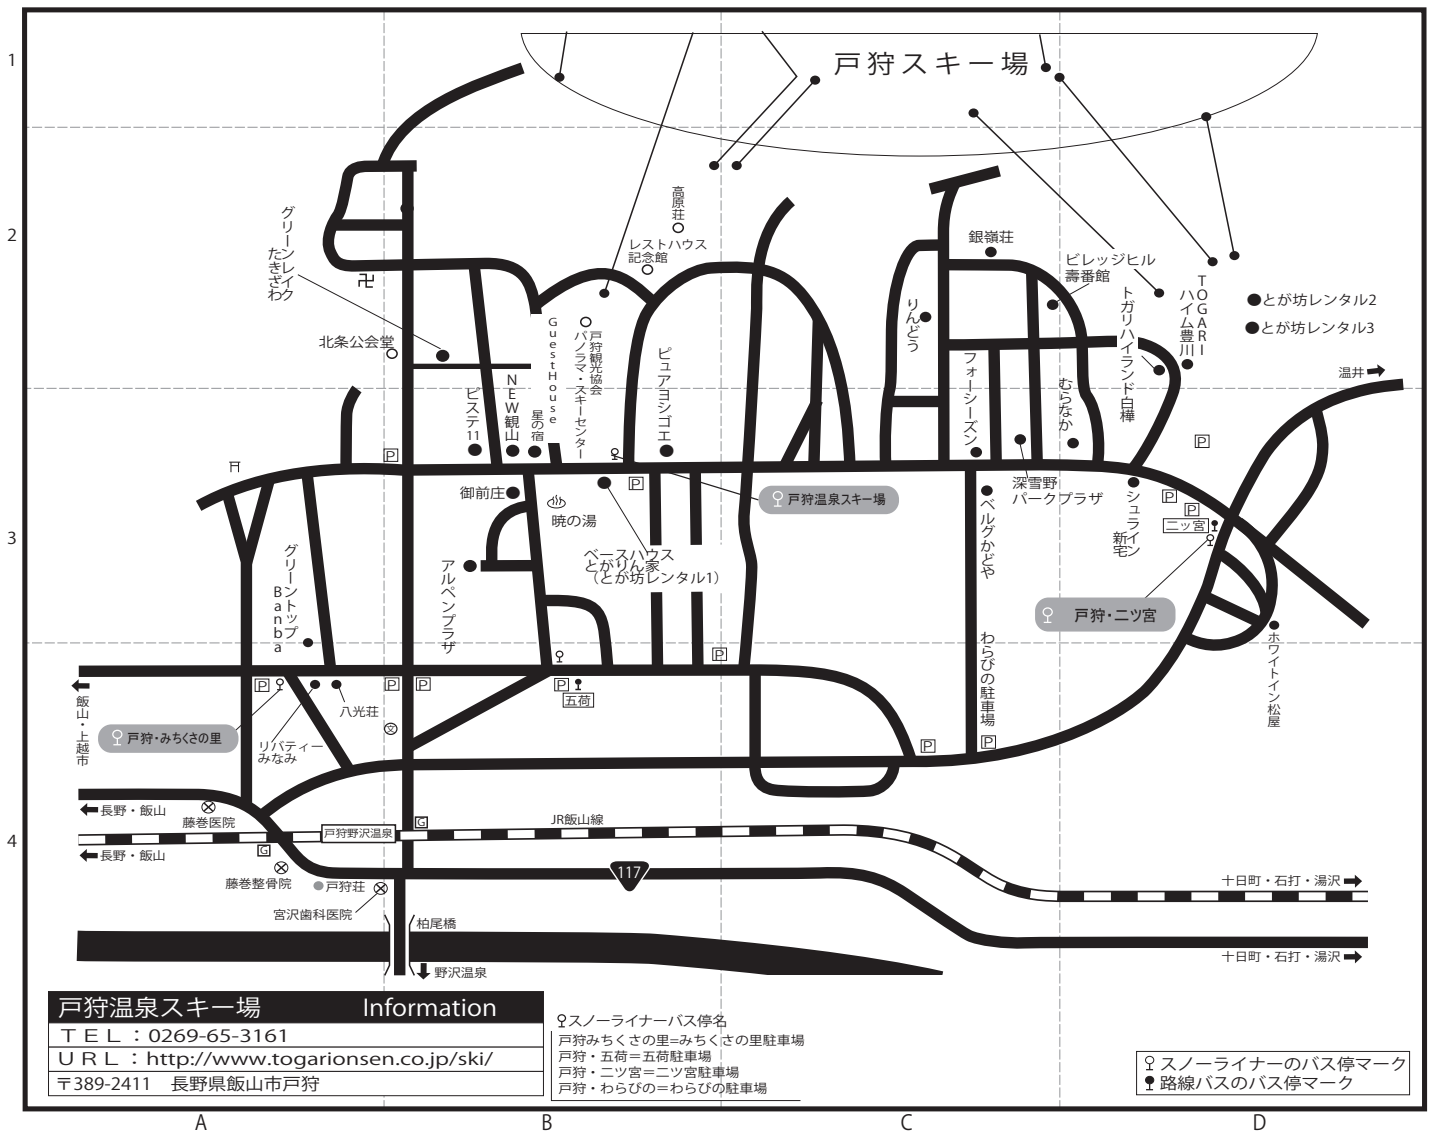 1
2
3
4
A
B
C
D
戸狩スキー場
高原荘
レストハウス
記念館
グリーンレイク
たきざわ
卍
北条公会堂
銀嶺荘
ビレッジヒル
壽番館
りんどう
トガリハイランド白樺
TOGARI
ハイム豊川
とが坊レンタル2
とが坊レンタル3
温井
GuestHouse
戸狩観光協会
パノラマ・スキーセンター
ピュアヨシゴエ
フォーシーズン
むらなか
ピステ11
NEW観山
星の宿
P
P
P
P
P
御前庄
暁の湯
戸狩温泉スキー場
ベルグかどや
深雪野
パークプラザ
シュライン
新宅
二ッ宮
ベースハウス
とがりん家
（とが坊レンタル1）
アルペンプラザ
グリーントップ
Banba
戸狩・二ツ宮
わらびの駐車場
ホワイトイン松屋
P
P
P
P
P
P
P
五荷
飯山・上越市
戸狩・みちくさの里
リバティー
みなみ
八光荘
文
長野・飯山
藤巻医院
G
戸狩野沢温泉
JR飯山線
長野・飯山
G
藤巻整骨院
戸狩荘
宮沢歯科医院
117
十日町・石打・湯沢
十日町・石打・湯沢
柏尾橋
野沢温泉
戸狩温泉スキー場 Information
ＴＥＬ：0269-65-3161
ＵＲＬ：http://www.togarionsen.co.jp/ski/
〒389-2411 長野県飯山市戸狩
スノーライナーバス停名
戸狩みちくさの里=みちくさの里駐車場
戸狩・五荷＝五荷駐車場
戸狩・二ツ宮＝二ツ宮駐車場
戸狩・わらびの＝わらびの駐車場
スノーライナーのバス停マーク
路線バスのバス停マーク